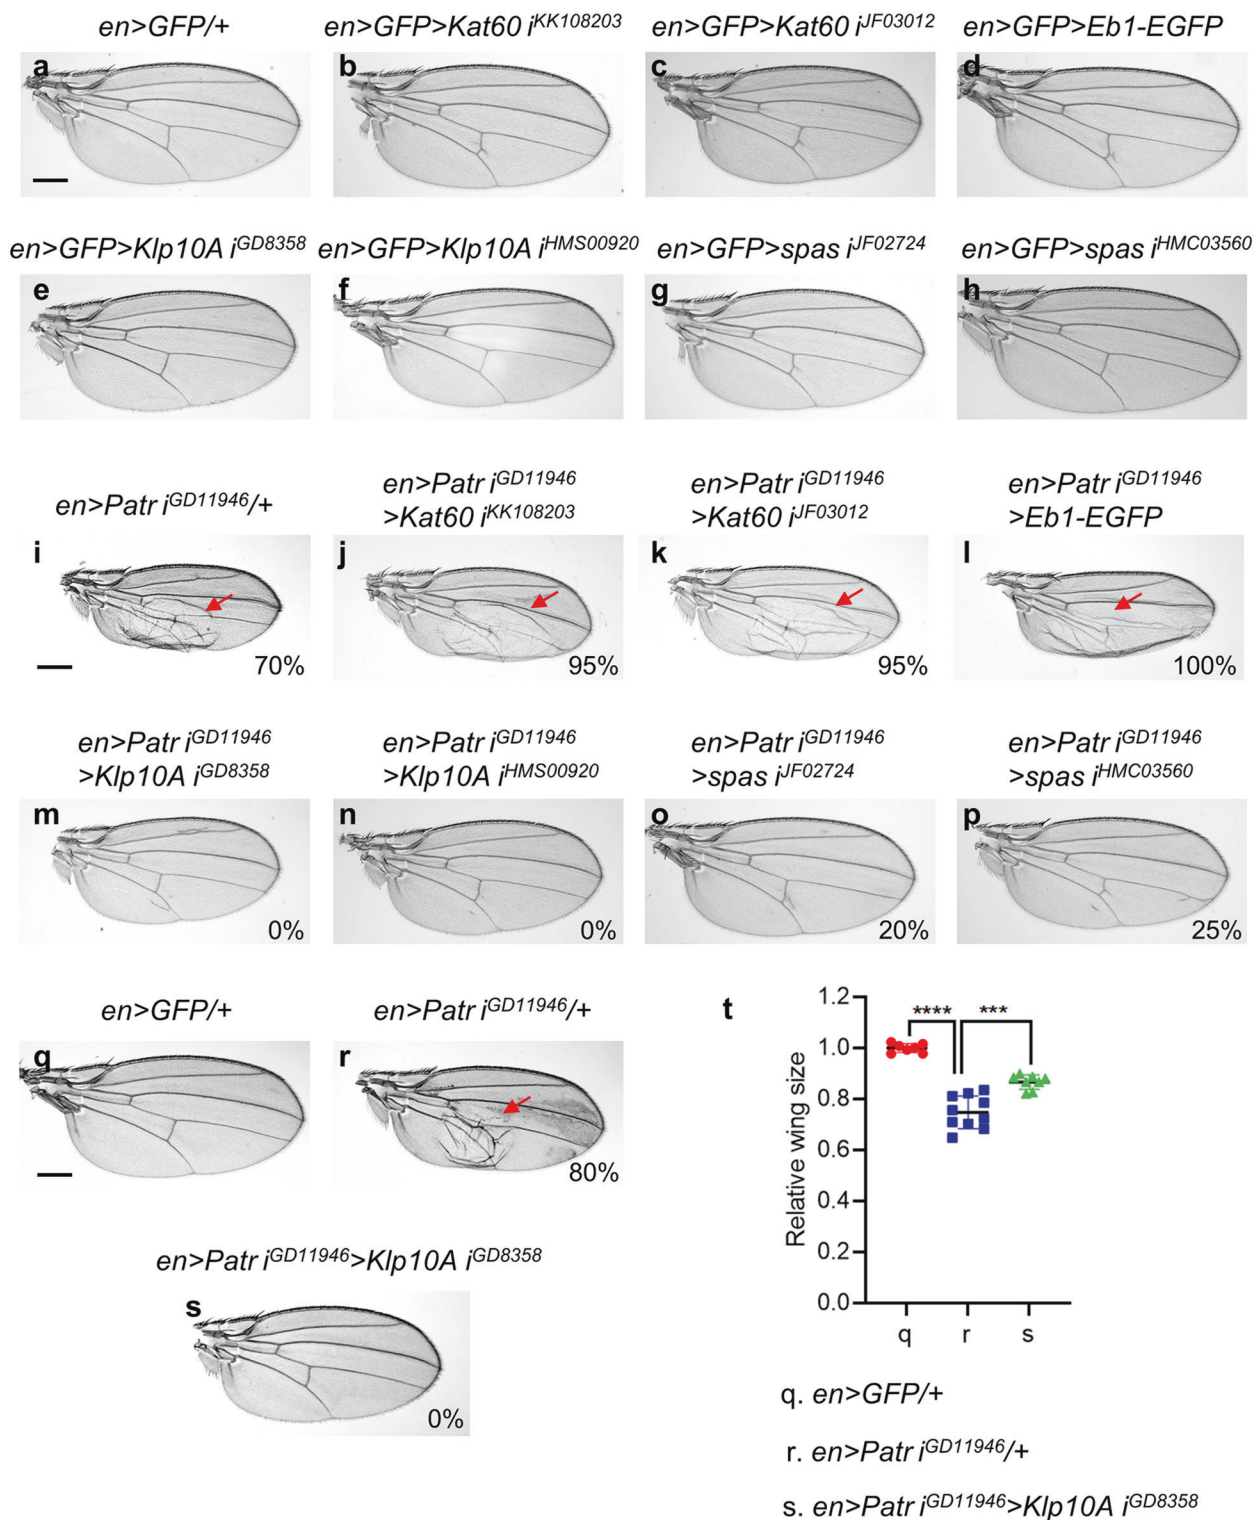 en>GFP/+ en>GFP>Kat60 i^KK108203 en>GFP>Kat60 i^JF03012 en>GFP>Eb1-EGFP
a b c d
en>GFP>Klp10A i^GD8358 en>GFP>Klp10A i^HMS00920 en>GFP>spas i^JF02724 en>GFP>spas i^HMC03560
e f g h
en>Patr i^GD11946/+
en>Patr i^GD11946
>Kat60 i^KK108203
en>Patr i^GD11946
>Kat60 i^JF03012
en>Patr i^GD11946
>Eb1-EGFP
i j k l
70% 95% 95% 100%
en>Patr i^GD11946
>Klp10A i^GD8358
en>Patr i^GD11946
>Klp10A i^HMS00920
en>Patr i^GD11946
>spas i^JF02724
en>Patr i^GD11946
>spas i^HMC03560
m n o p
0% 0% 20% 25%
en>GFP/+ en>Patr i^GD11946/+
q r
80%
en>Patr i^GD11946>Klp10A i^GD8358
s
0%
t
Relative wing size
1.2
1.0
0.8
0.6
0.4
0.2
0.0
**** ***
q r s
q. en>GFP/+
r. en>Patr i^GD11946/+
s. en>Patr i^GD11946>Klp10A i^GD8358